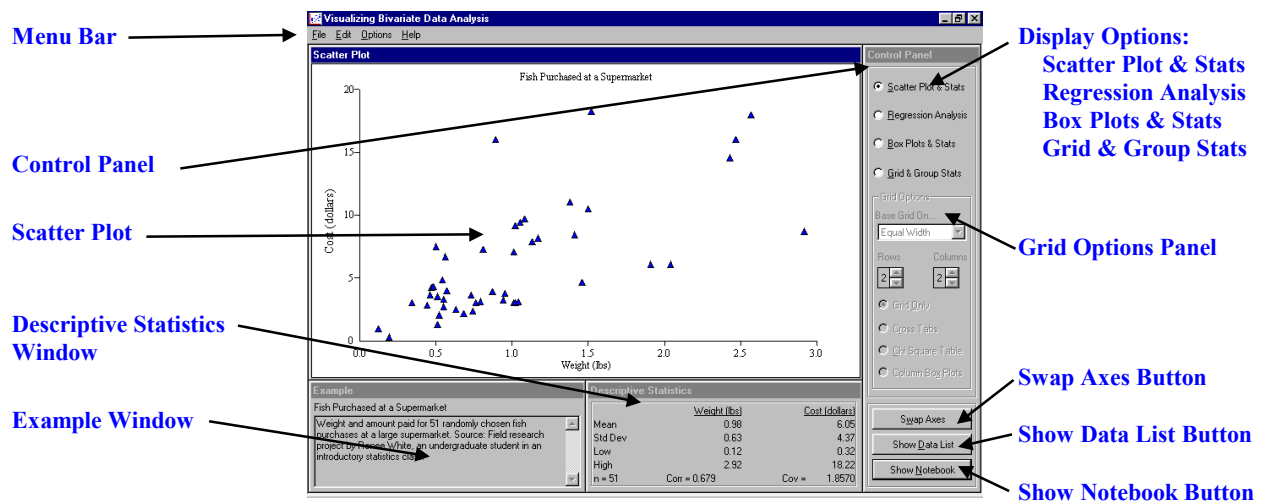 Visualizing Bivariate Data Analysis
File Edit Options Help
Menu Bar
Scatter Plot
Fish Purchased at a Supermarket
20
15
10
5
0
Cost (dollars)
0.0 0.5 1.0 1.5 2.0 2.5 3.0
Weight (lbs)
Control Panel
Scatter Plot
Descriptive Statistics
Window
Example Window
Control Panel
Scatter Plot & Stats
Regression Analysis
Box Plots & Stats
Grid & Group Stats
Grid Options
Base Grid On...
Equal Width
Rows Columns
2 2
Grid Only
Cross Tabs
Chi Square Table
Column Box Plots
Swap Axes
Show Data List
Show Notebook
Display Options:
Scatter Plot & Stats
Regression Analysis
Box Plots & Stats
Grid & Group Stats
Grid Options Panel
Swap Axes Button
Show Data List Button
Show Notebook Button
Example
Fish Purchased at a Supermarket
Weight and amount paid for 51 randomly chosen fish
purchases at a large supermarket. Source: Field research
project by Renee White, an undergraduate student in an
introductory statistics
Descriptive Statistics
Weight (lbs) Cost (dollars)
Mean 0.98 6.05
Std Dev 0.63 4.37
Low 0.12 0.32
High 2.92 18.22
n = 51 Corr = 0.679 Cov = 1.8570